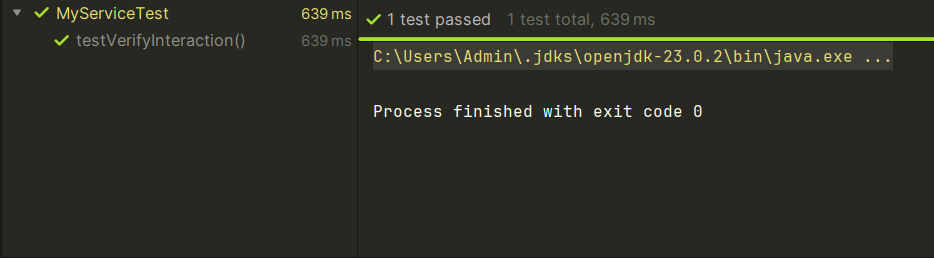 MyServiceTest 639 ms
testVerifyInteraction() 639 ms
1 test passed 1 test total, 639 ms
C:\Users\Admin\.jdks\openjdk-23.0.2\bin\java.exe ...
Process finished with exit code 0